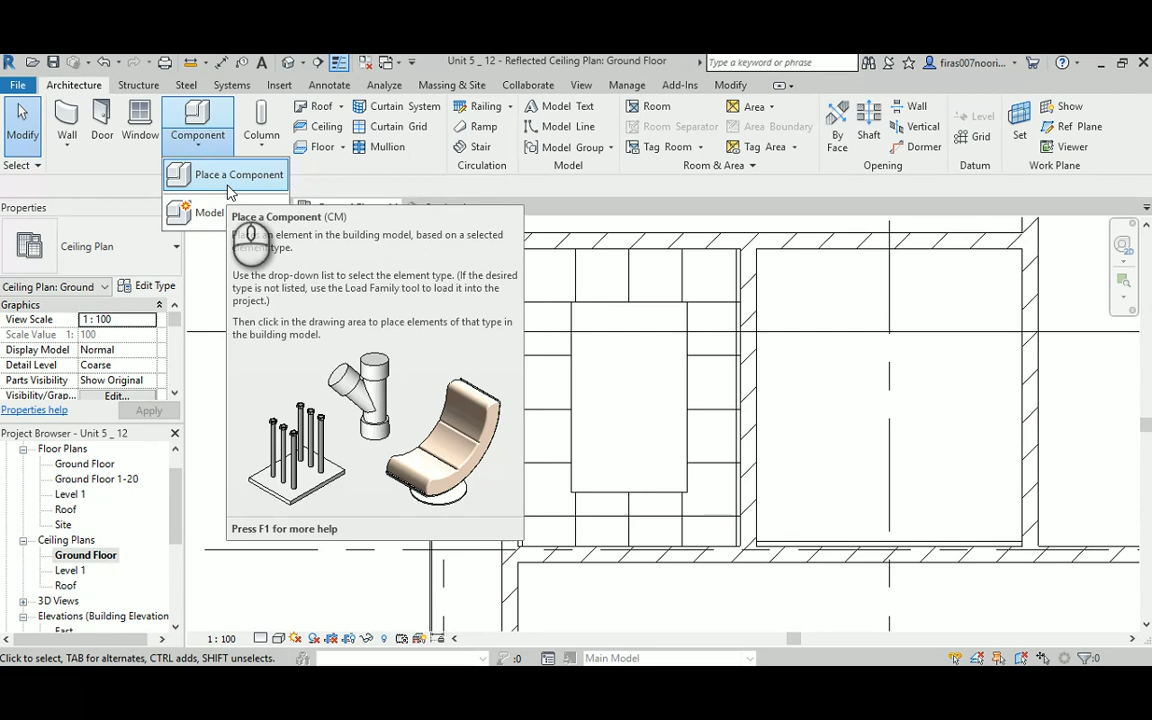 Unit 5 _ 12 - Reflected Ceiling Plan: Ground Floor
Type a keyword or phrase
firas007noori...
File Architecture Structure Steel Systems Insert Annotate Analyze Massing & Site Collaborate View Manage Add-Ins Modify
Modify
Wall
Door
Window
Component
Column
Roof
Ceiling
Floor
Curtain System
Curtain Grid
Mullion
Railing
Ramp
Stair
Model Text
Model Line
Model Group
Room
Room Separator
Tag Room
Area
Area Boundary
Tag Area
By Face
Shaft
Wall
Vertical
Dormer
Level
Grid
Set
Show
Ref Plane
Viewer
Select
Circulation
Model
Room & Area
Opening
Datum
Work Plane
Place a Component
Model
Place a Component (CM)
an element in the building model, based on a selected
type.
Use the drop-down list to select the element type. (If the desired
type is not listed, use the Load Family tool to load it into the
project.)
Then click in the drawing area to place elements of that type in
the building model.
Press F1 for more help
Properties
Ceiling Plan
Ceiling Plan: Ground
Edit Type
Graphics
View Scale 1 : 100
Scale Value 1: 100
Display Model Normal
Detail Level Coarse
Parts Visibility Show Original
Visibility/Grap... Edit...
Properties help
Apply
Project Browser - Unit 5 _ 12
Floor Plans
Ground Floor
Ground Floor 1-20
Level 1
Roof
Site
Ceiling Plans
Ground Floor
Level 1
Roof
3D Views
Elevations (Building Elevation
East
1 : 100
Click to select, TAB for alternates, CTRL adds, SHIFT unselects.
:0
Main Model
:0